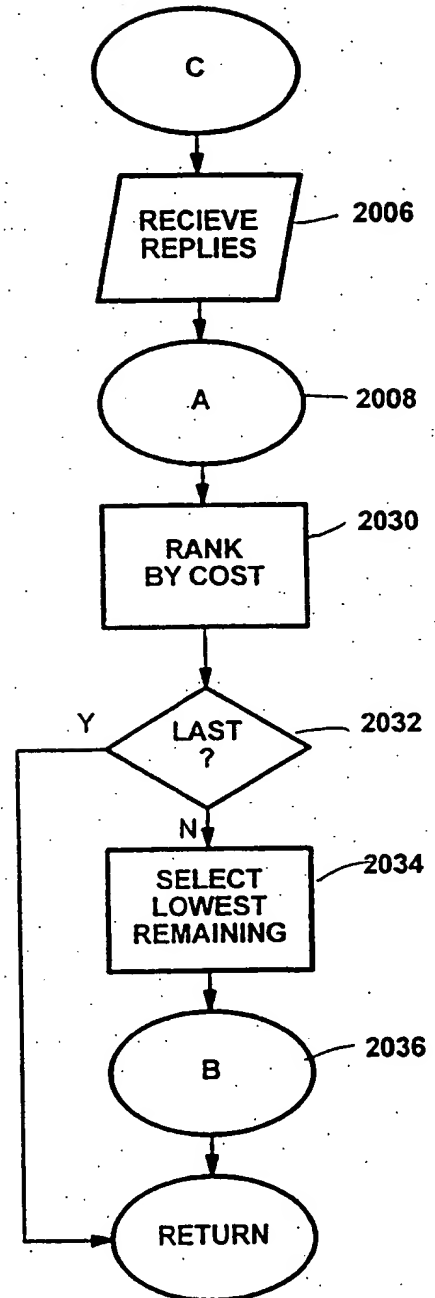 C
RECIEVE
REPLIES
2006
A
2008
RANK
BY COST
2030
LAST
?
2032
Y
N
SELECT
LOWEST
REMAINING
2034
B
2036
RETURN